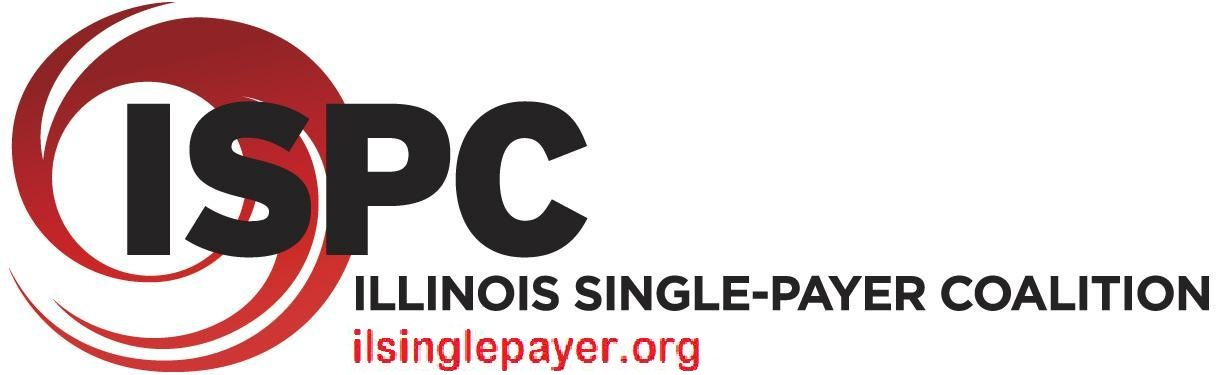 ISPC
ILLINOIS SINGLE-PAYER COALITION
ilsinglepayer.org